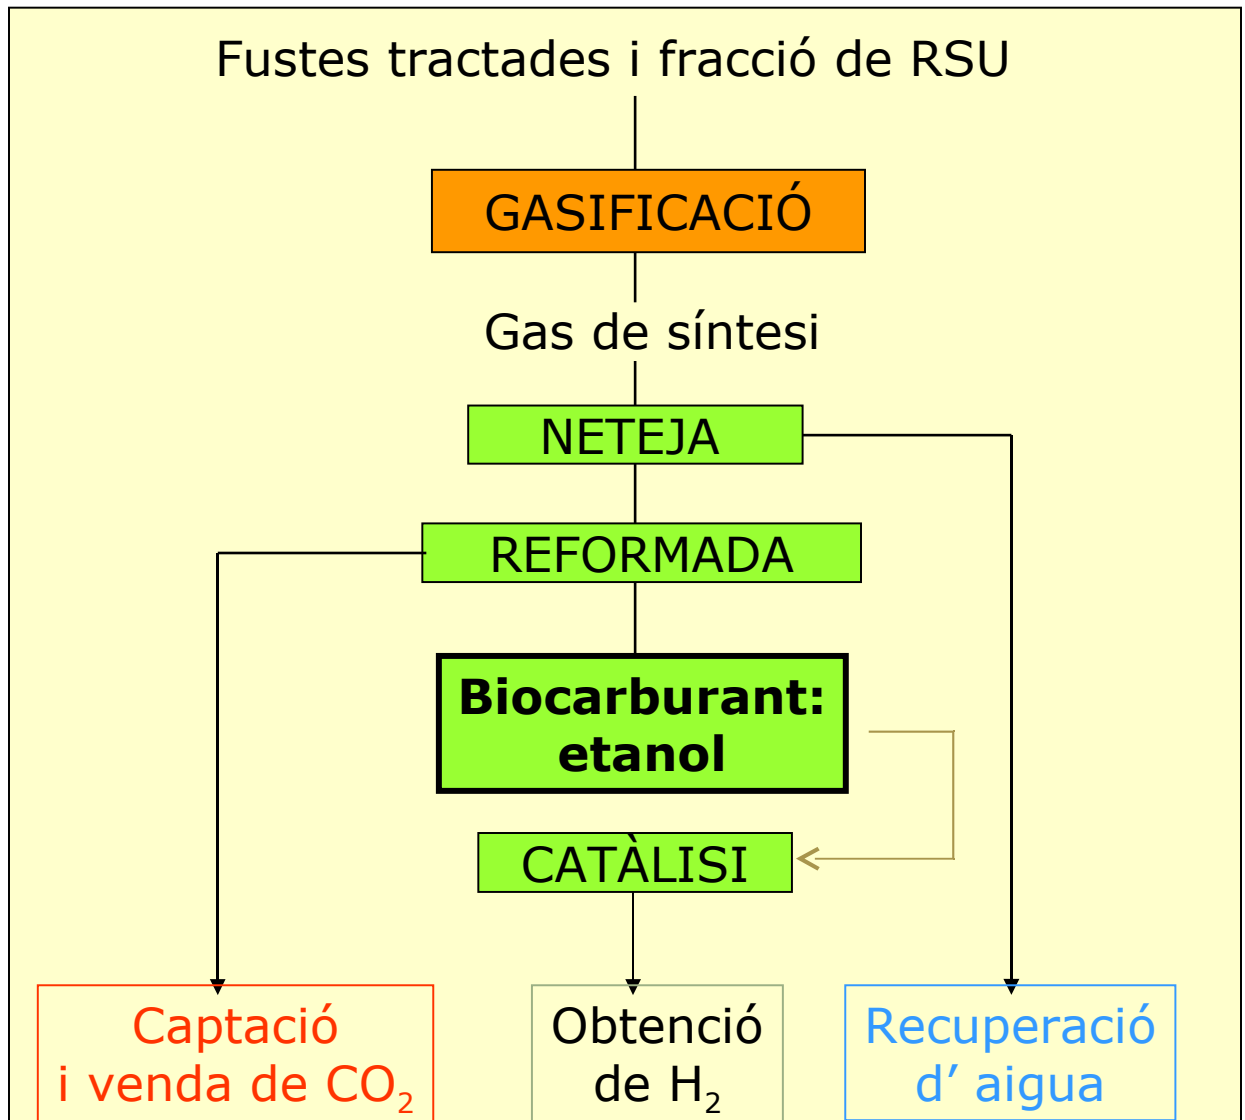 Fustes tractades i fracció de RSU
GASIFICACIÓ
Gas de síntesi
NETEJA
REFORMADA
Biocarburant:
etanol
CATÀLISI
Captació
i venda de CO₂
Obtenció
de H₂
Recuperació
d’ aigua